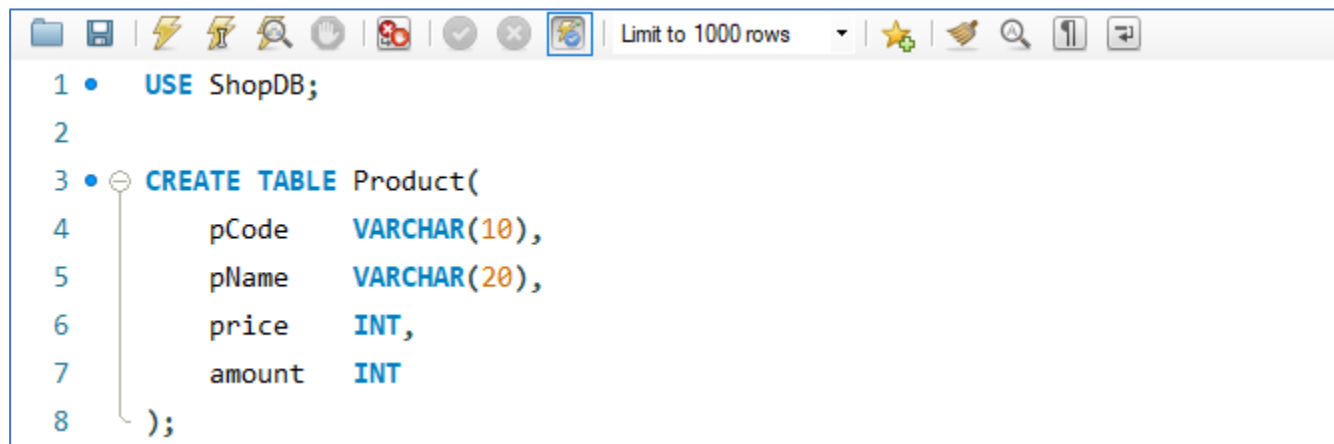 Limit to 1000 rows
1 USE ShopDB;
2
3 CREATE TABLE Product(
4 pCode VARCHAR(10),
5 pName VARCHAR(20),
6 price INT,
7 amount INT
8 );